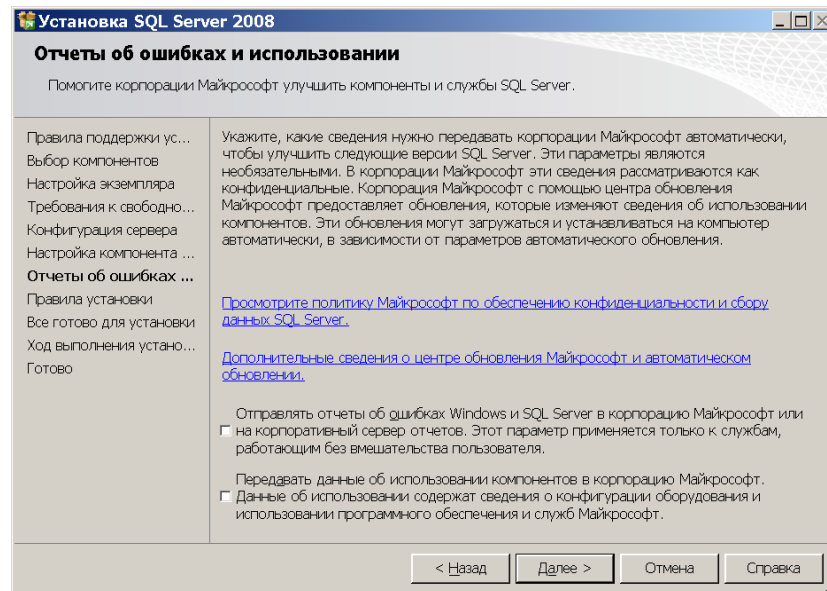 Установка SQL Server 2008
Отчеты об ошибках и использовании
Помогите корпорации Майкрософт улучшить компоненты и службы SQL Server.
Правила поддержки ус...
Выбор компонентов
Настройка экземпляра
Требования к свободно...
Конфигурация сервера
Настройка компонента ...
Отчеты об ошибках ...
Правила установки
Все готово для установки
Ход выполнения устано...
Готово
Укажите, какие сведения нужно передавать корпорации Майкрософт автоматически,
чтобы улучшить следующие версии SQL Server. Эти параметры являются
необязательными. В корпорации Майкрософт эти сведения рассматриваются как
конфиденциальные. Корпорация Майкрософт с помощью центра обновления
Майкрософт предоставляет обновления, которые изменяют сведения об использовании
компонентов. Эти обновления могут загружаться и устанавливаться на компьютер
автоматически, в зависимости от параметров автоматического обновления.
Просмотрите политику Майкрософт по обеспечению конфиденциальности и сбору
данных SQL Server.
Дополнительные сведения о центре обновления Майкрософт и автоматическом
обновлении.
Отправлять отчеты об ошибках Windows и SQL Server в корпорацию Майкрософт или
на корпоративный сервер отчетов. Этот параметр применяется только к службам,
работающим без вмешательства пользователя.
Передавать данные об использовании компонентов в корпорацию Майкрософт.
Данные об использовании содержат сведения о конфигурации оборудования и
использовании программного обеспечения и служб Майкрософт.
< Назад
Далее >
Отмена
Справка